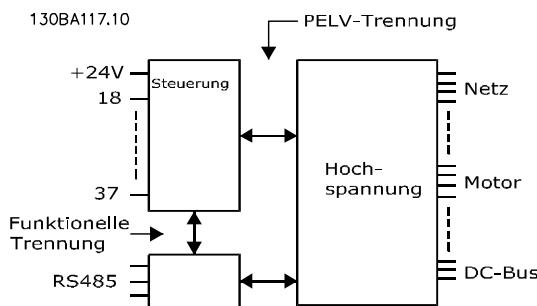 130BA117.10
PELV-Trennung
+24V
Steuerung
18
37
Hoch-
spannung
Netz
Motor
DC-Bus
Funktionelle
Trennung
RS485